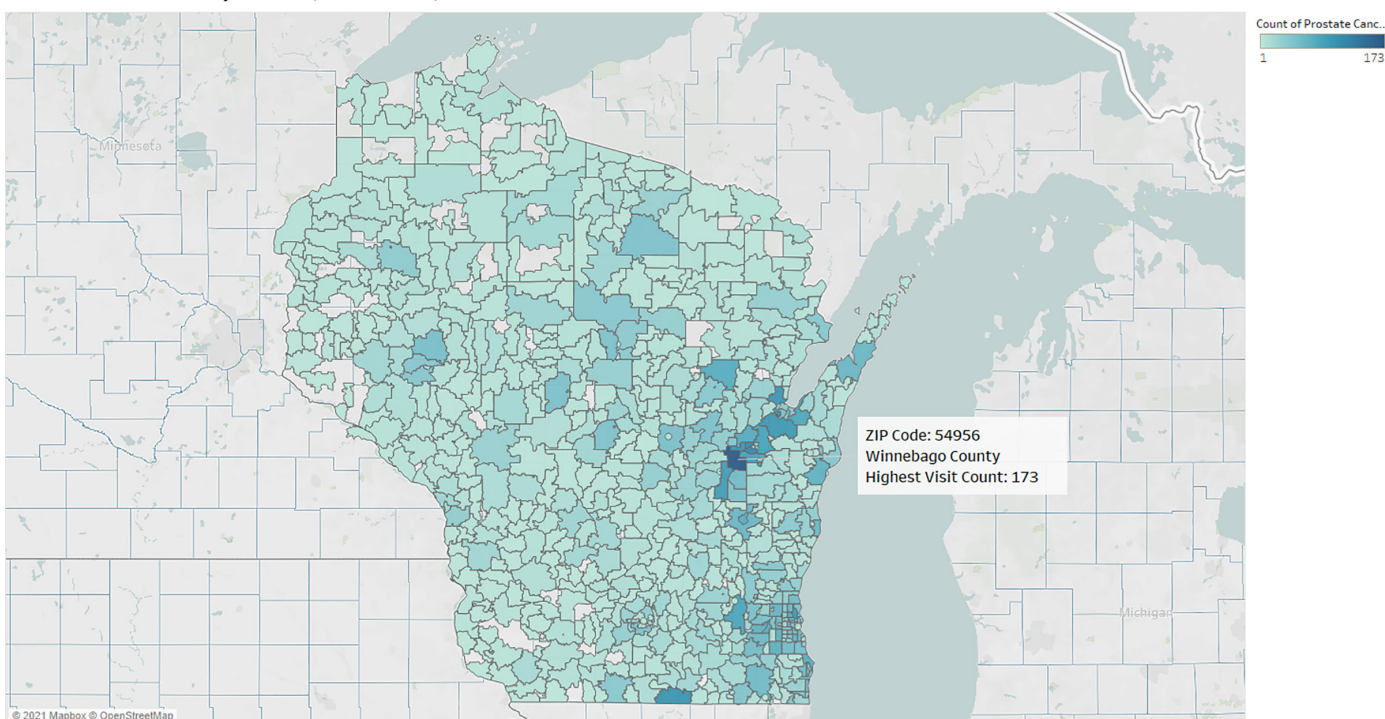 Count of Prostate Canc..
1 173
Minnesota
ZIP Code: 54956
Winnebago County
Highest Visit Count: 173
Michigan
© 2021 Mapbox © OpenStreetMap